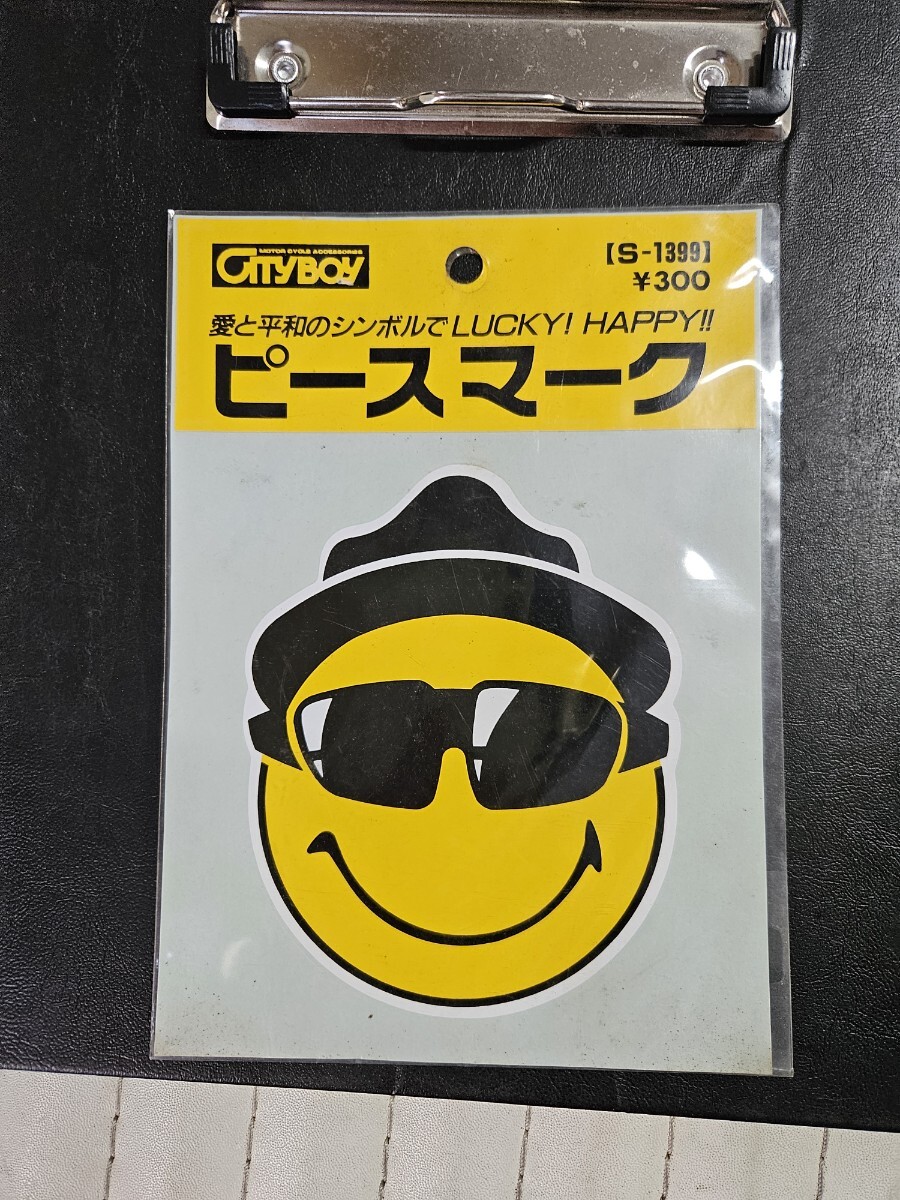 MOTOR CYCLE ACCESSORIES
CITYBOY
【S-1399】
¥300
愛と平和のシンボルでLUCKY! HAPPY!!
ピースマーク